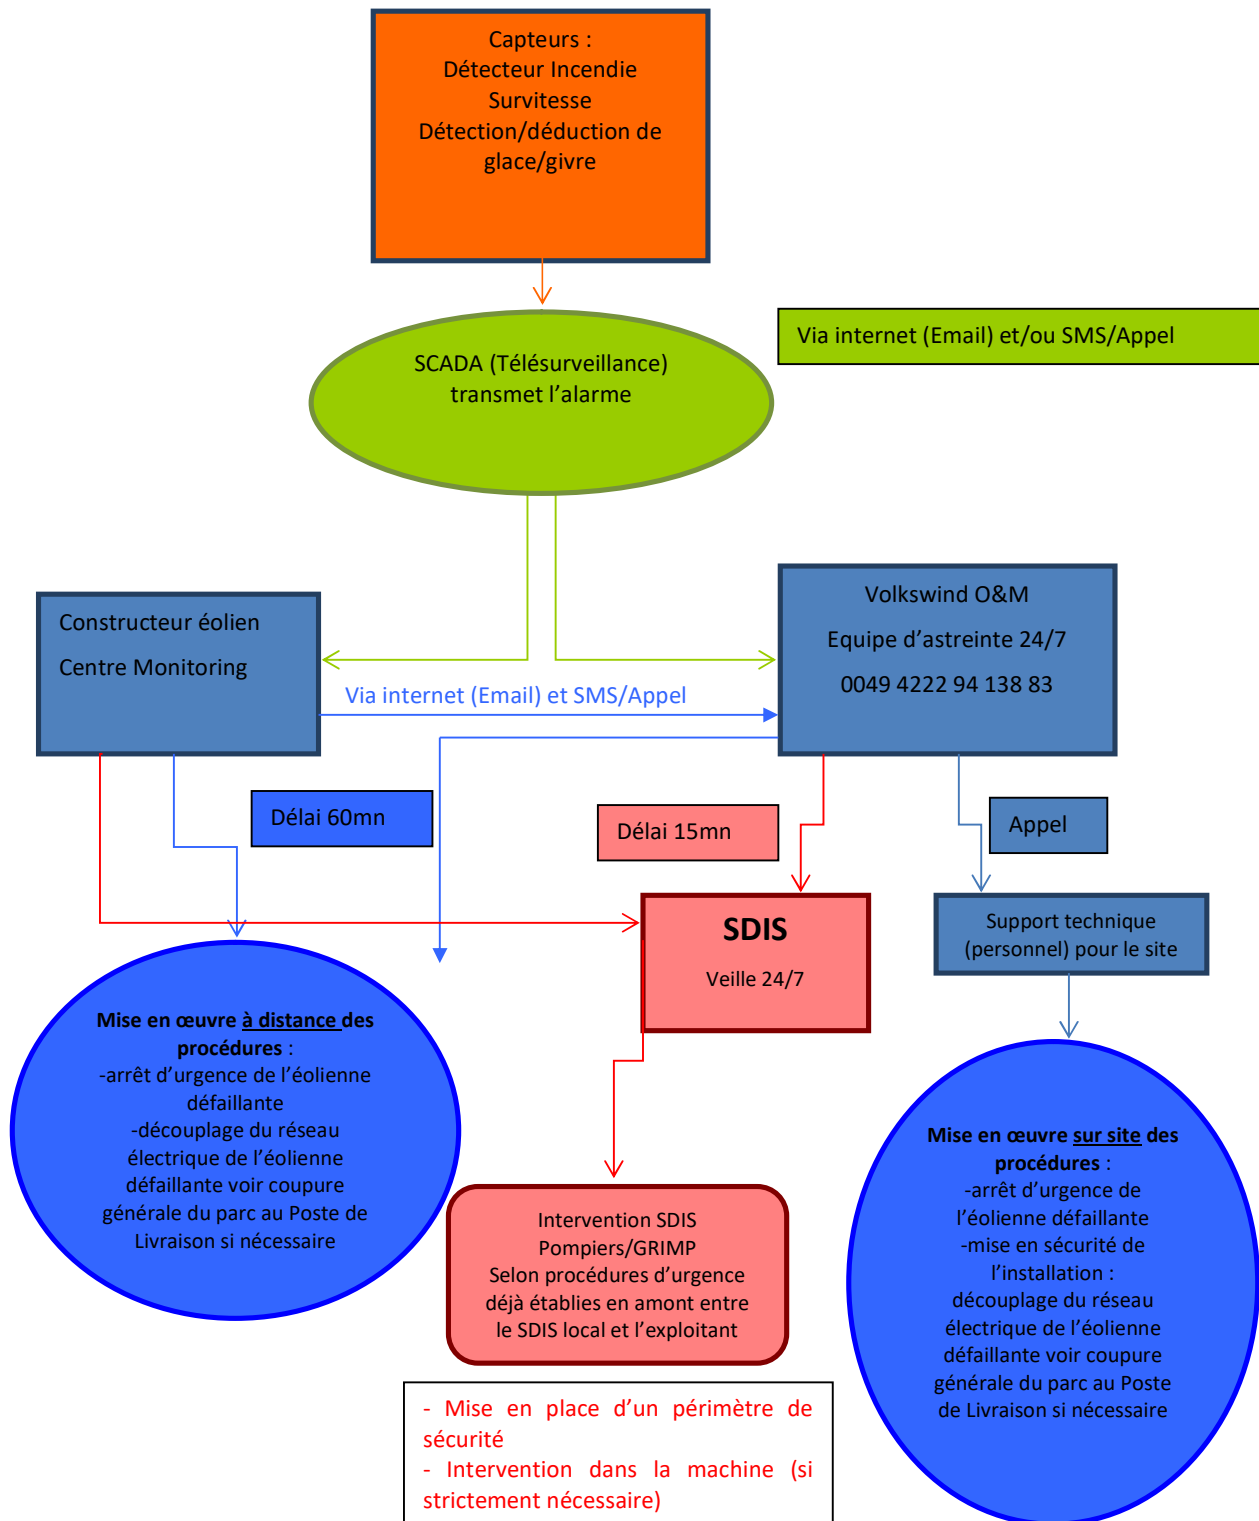 Capteurs :
Détecteur Incendie
Survitesse
Détection/déduction de
glace/givre
Via internet (Email) et/ou SMS/Appel
SCADA (Télésurveillance)
transmet l’alarme
Constructeur éolien
Centre Monitoring
Volkswind O&M
Equipe d’astreinte 24/7
0049 4222 94 138 83
Via internet (Email) et SMS/Appel
Délai 60mn
Délai 15mn
Appel
SDIS
Veille 24/7
Support technique
(personnel) pour le site
Mise en œuvre à distance des
procédures :
-arrêt d’urgence de l’éolienne
défaillante
-découplage du réseau
électrique de l’éolienne
défaillante voir coupure
générale du parc au Poste de
Livraison si nécessaire
Mise en œuvre sur site des
procédures :
-arrêt d’urgence de
l’éolienne défaillante
-mise en sécurité de
l’installation :
découplage du réseau
électrique de l’éolienne
défaillante voir coupure
générale du parc au Poste
de Livraison si nécessaire
Intervention SDIS
Pompiers/GRIMP
Selon procédures d’urgence
déjà établies en amont entre
le SDIS local et l’exploitant
- Mise en place d’un périmètre de
sécurité
- Intervention dans la machine (si
strictement nécessaire)